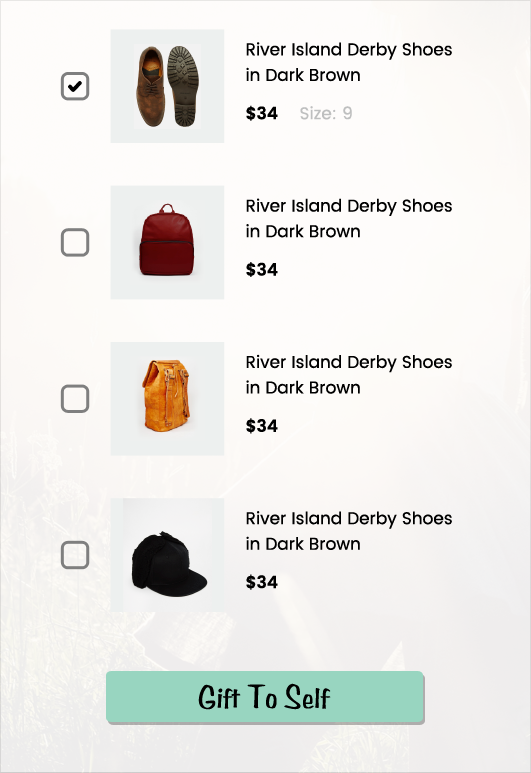 River Island Derby Shoes
in Dark Brown
$34 Size: 9
River Island Derby Shoes
in Dark Brown
$34
River Island Derby Shoes
in Dark Brown
$34
River Island Derby Shoes
in Dark Brown
$34
Gift To Self